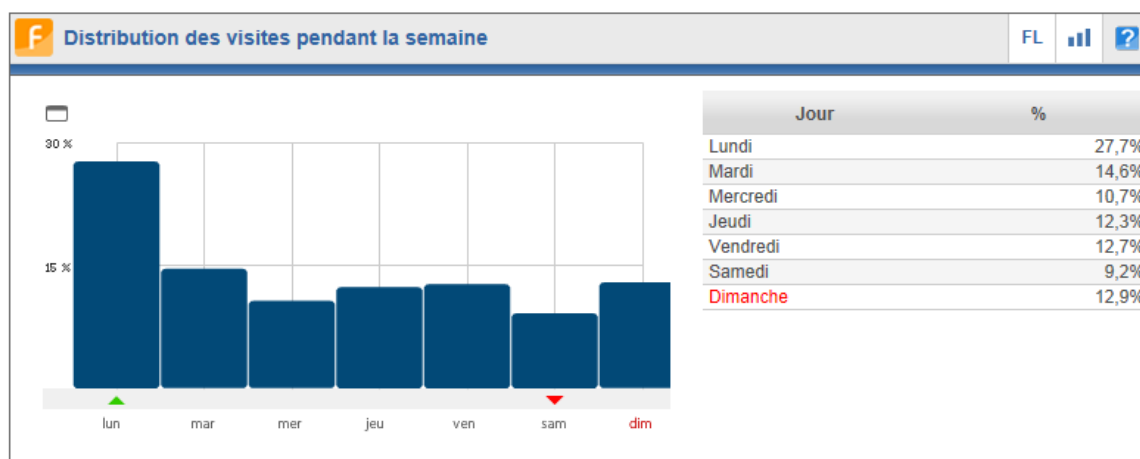 F Distribution des visites pendant la semaine FL ?
30 %
15 %
lun mar mer jeu ven sam dim
Jour %
Lundi 27,7%
Mardi 14,6%
Mercredi 10,7%
Jeudi 12,3%
Vendredi 12,7%
Samedi 9,2%
Dimanche 12,9%